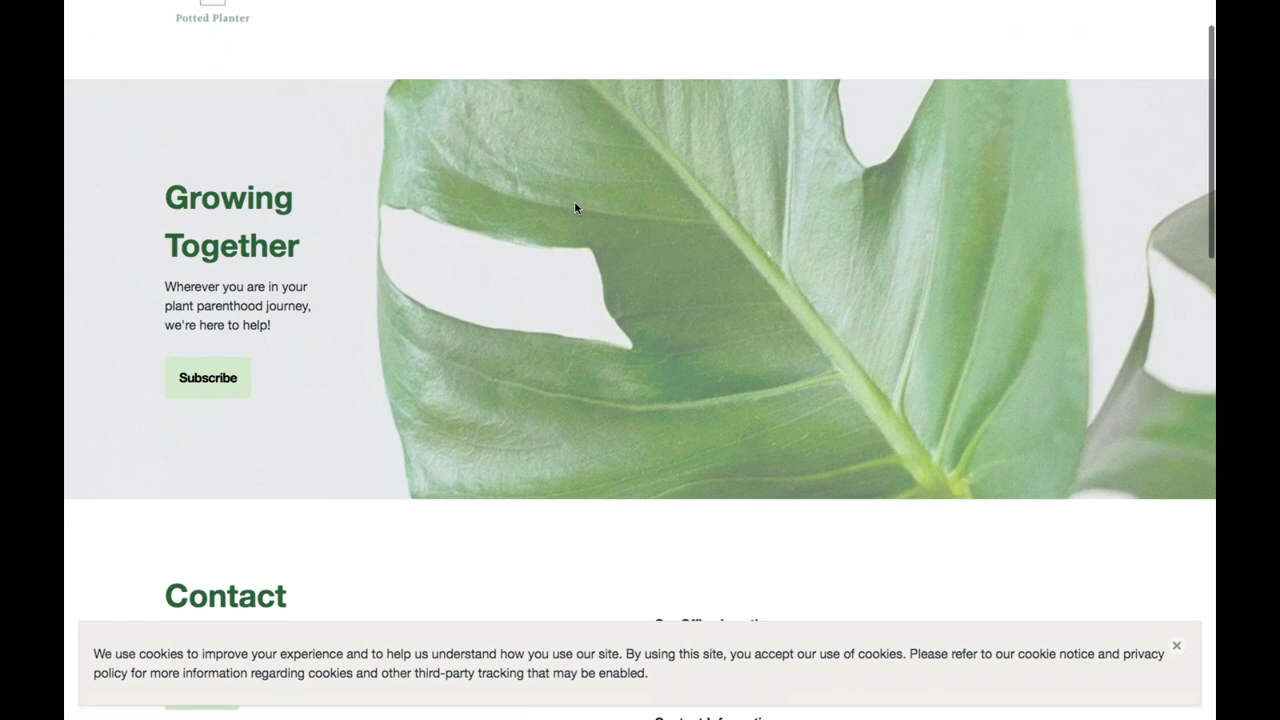 Potted Planter
Growing
Together
Wherever you are in your
plant parenthood journey,
we're here to help!
Subscribe
Contact
We use cookies to improve your experience and to help us understand how you use our site. By using this site, you accept our use of cookies. Please refer to our cookie notice and privacy
policy for more information regarding cookies and other third-party tracking that may be enabled.